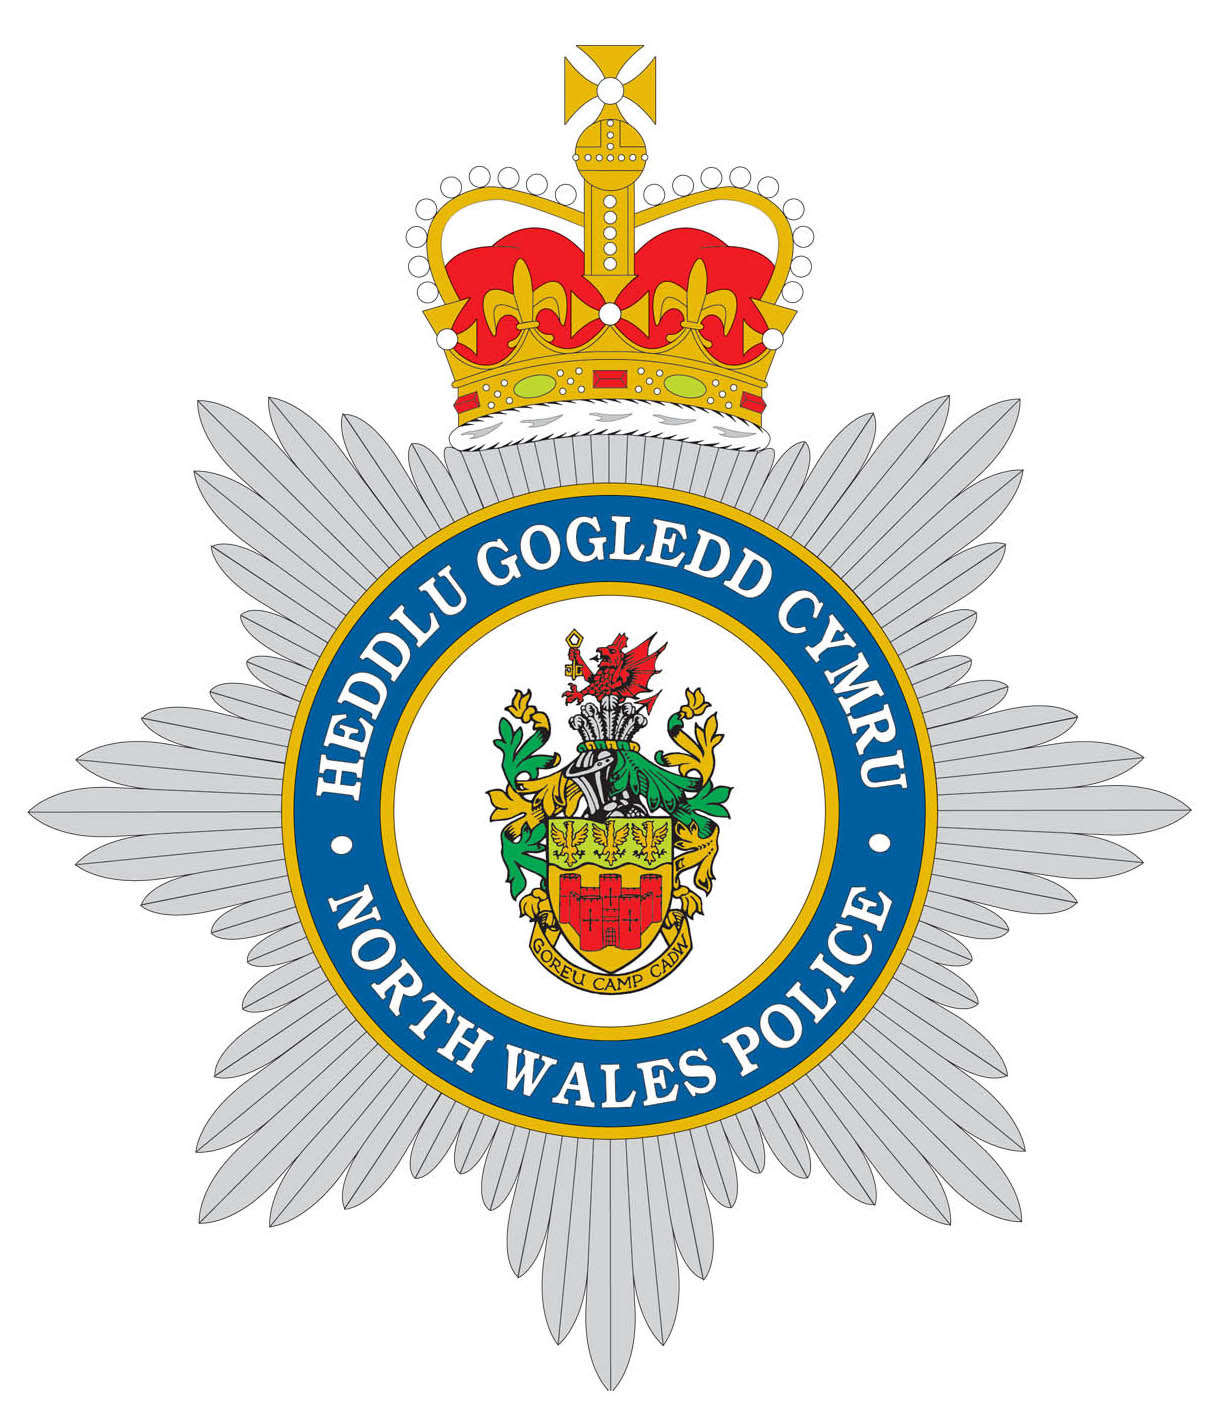 HEDDLU GOGLEDD CYMRU
NORTH WALES POLICE
GOREU CAMP CADW